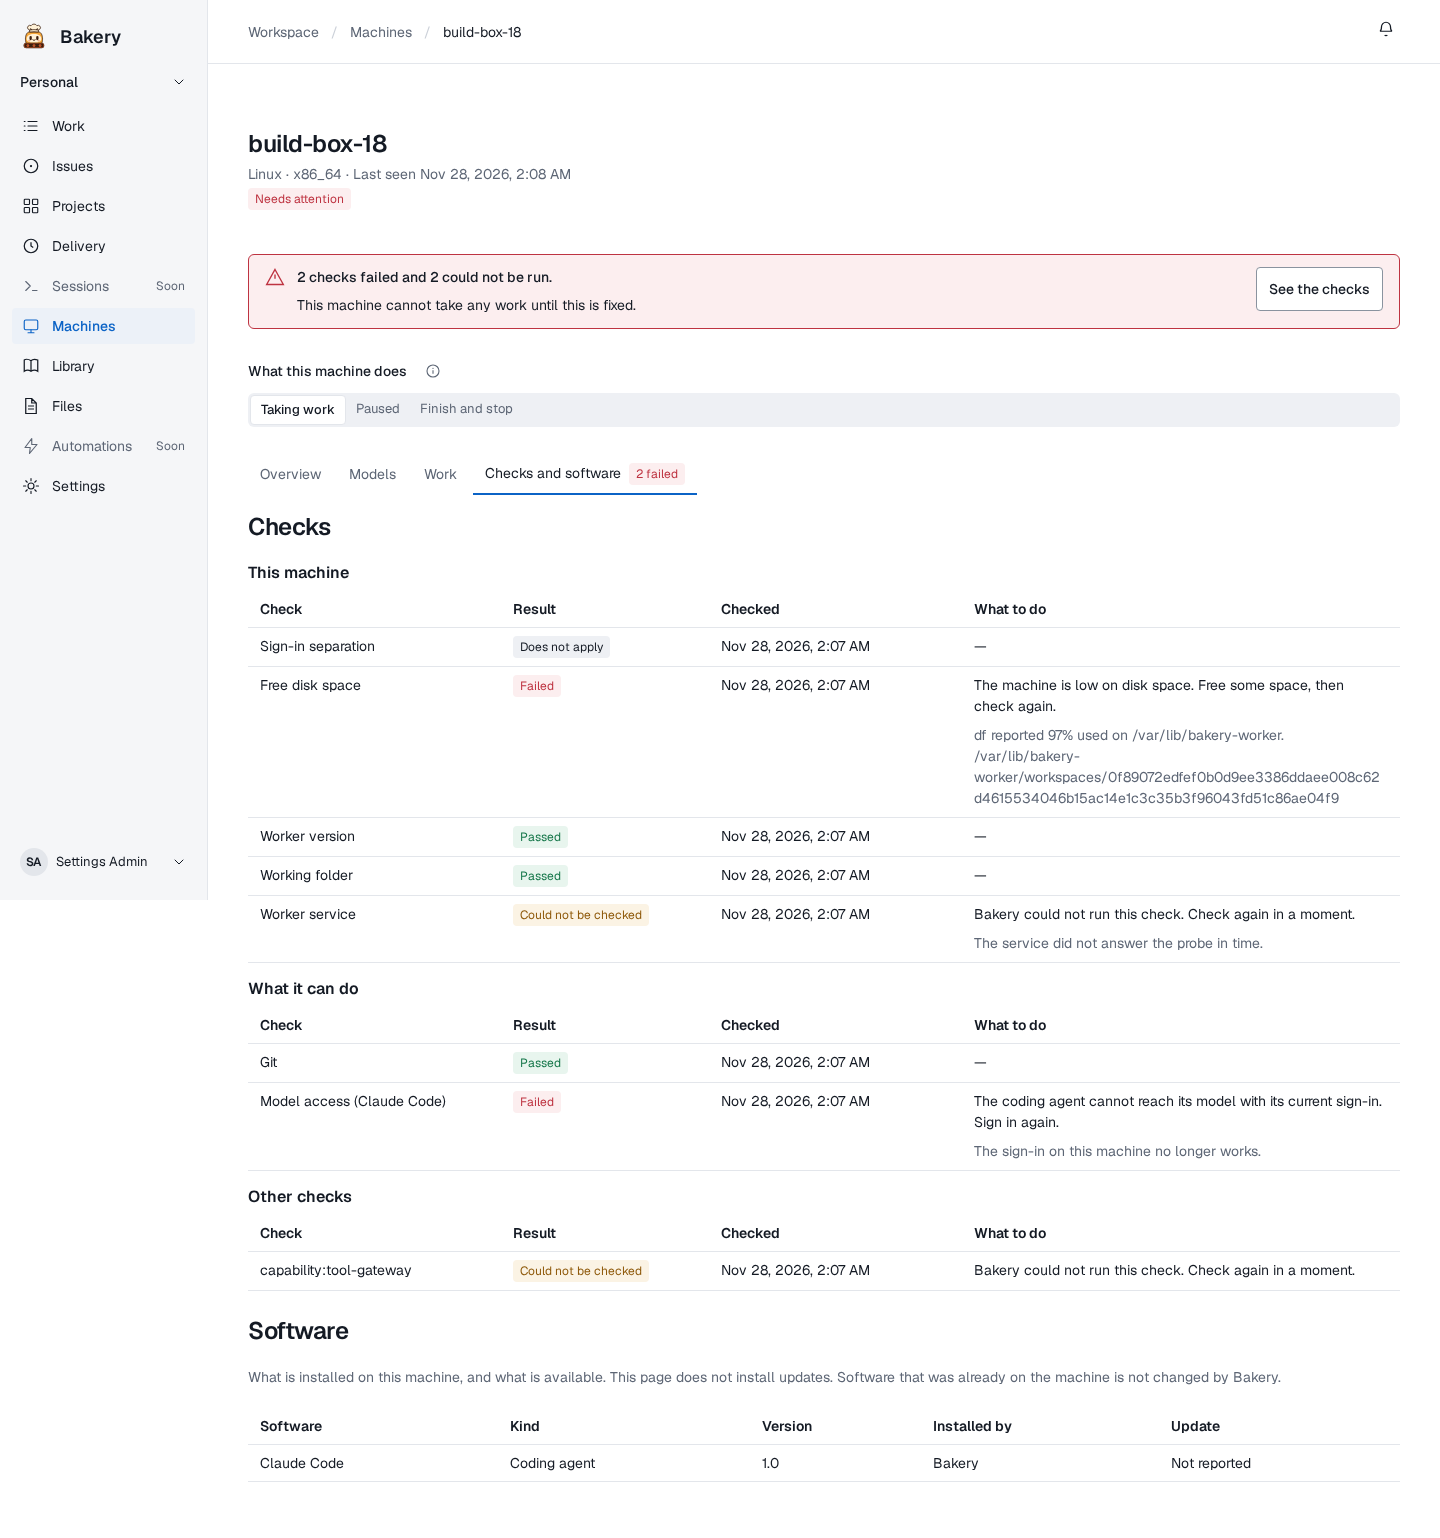 Bakery
Personal
Work
Issues
Projects
Delivery
Sessions Soon
Machines
Library
Files
Automations Soon
Settings
SA Settings Admin
Workspace / Machines / build-box-18
build-box-18
Linux · x86_64 · Last seen Nov 28, 2026, 2:08 AM
Needs attention
2 checks failed and 2 could not be run.
This machine cannot take any work until this is fixed.
See the checks
What this machine does
Taking work Paused Finish and stop
Overview Models Work Checks and software 2 failed
Checks
This machine
Check Result Checked What to do
Sign-in separation Does not apply Nov 28, 2026, 2:07 AM —
Free disk space Failed Nov 28, 2026, 2:07 AM The machine is low on disk space. Free some space, then
check again.
df reported 97% used on /var/lib/bakery-worker.
/var/lib/bakery-
worker/workspaces/0f89072edfef0b0d9ee3386ddaee008c62
d4615534046b15ac14e1c3c35b3f96043fd51c86ae04f9
Worker version Passed Nov 28, 2026, 2:07 AM —
Working folder Passed Nov 28, 2026, 2:07 AM —
Worker service Could not be checked Nov 28, 2026, 2:07 AM Bakery could not run this check. Check again in a moment.
The service did not answer the probe in time.
What it can do
Check Result Checked What to do
Git Passed Nov 28, 2026, 2:07 AM —
Model access (Claude Code) Failed Nov 28, 2026, 2:07 AM The coding agent cannot reach its model with its current sign-in.
Sign in again.
The sign-in on this machine no longer works.
Other checks
Check Result Checked What to do
capability:tool-gateway Could not be checked Nov 28, 2026, 2:07 AM Bakery could not run this check. Check again in a moment.
Software
What is installed on this machine, and what is available. This page does not install updates. Software that was already on the machine is not changed by Bakery.
Software Kind Version Installed by Update
Claude Code Coding agent 1.0 Bakery Not reported